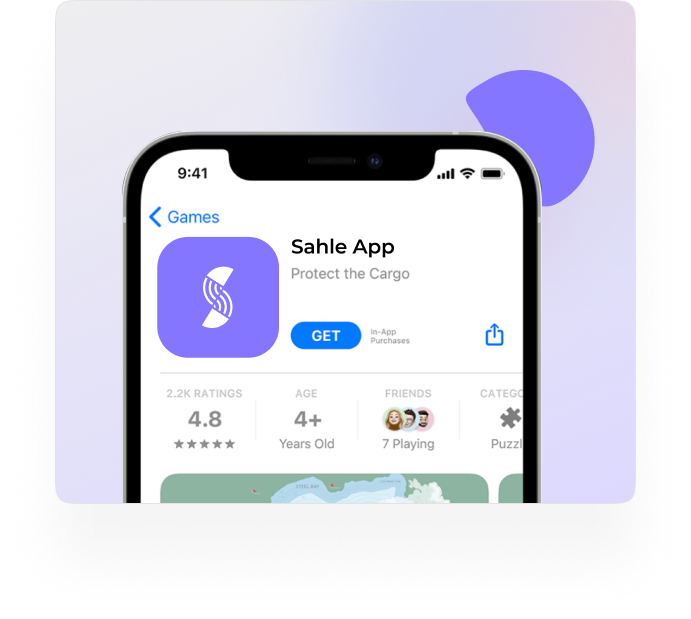 9:41
Games
Sahle App
Protect the Cargo
GET
In-App
Purchases
2.2K RATINGS
AGE
FRIENDS
CATEGO
4.8
4+
★★★★★
Years Old
7 Playing
Puzzl
STEEL BAY